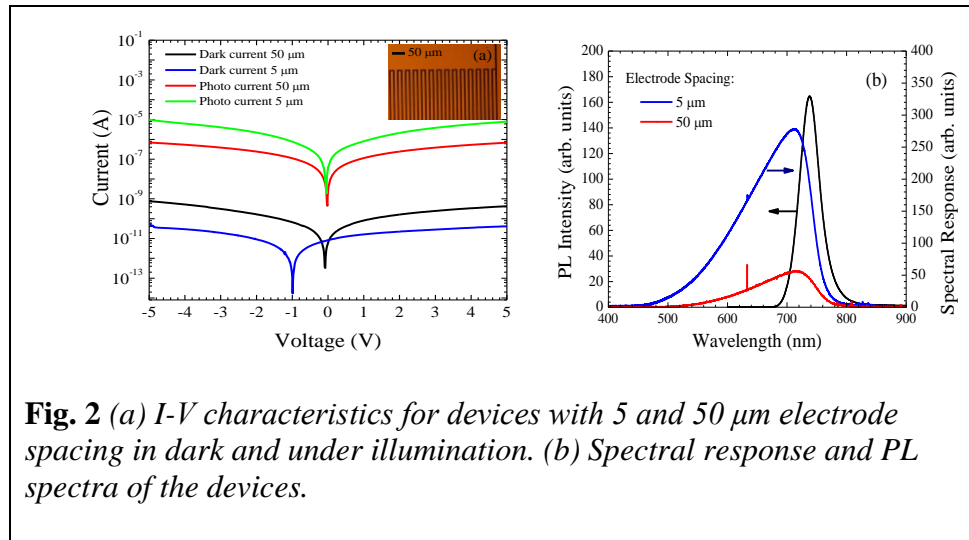 10⁻¹
10⁻³
10⁻⁵
10⁻⁷
10⁻⁹
10⁻¹¹
10⁻¹³
Current (A)
Dark current 50 μm
Dark current 5 μm
Photo current 50 μm
Photo current 5 μm
50 μm
(a)
-5 -4 -3 -2 -1 0 1 2 3 4 5
Voltage (V)
200
180
160
140
120
100
80
60
40
20
0
PL Intensity (arb. units)
Electrode Spacing:
5 μm
50 μm
(b)
400
350
300
250
200
150
100
50
0
Spectral Response (arb. units)
400 500 600 700 800 900
Wavelength (nm)
Fig. 2 (a) I-V characteristics for devices with 5 and 50 μm electrode
spacing in dark and under illumination. (b) Spectral response and PL
spectra of the devices.